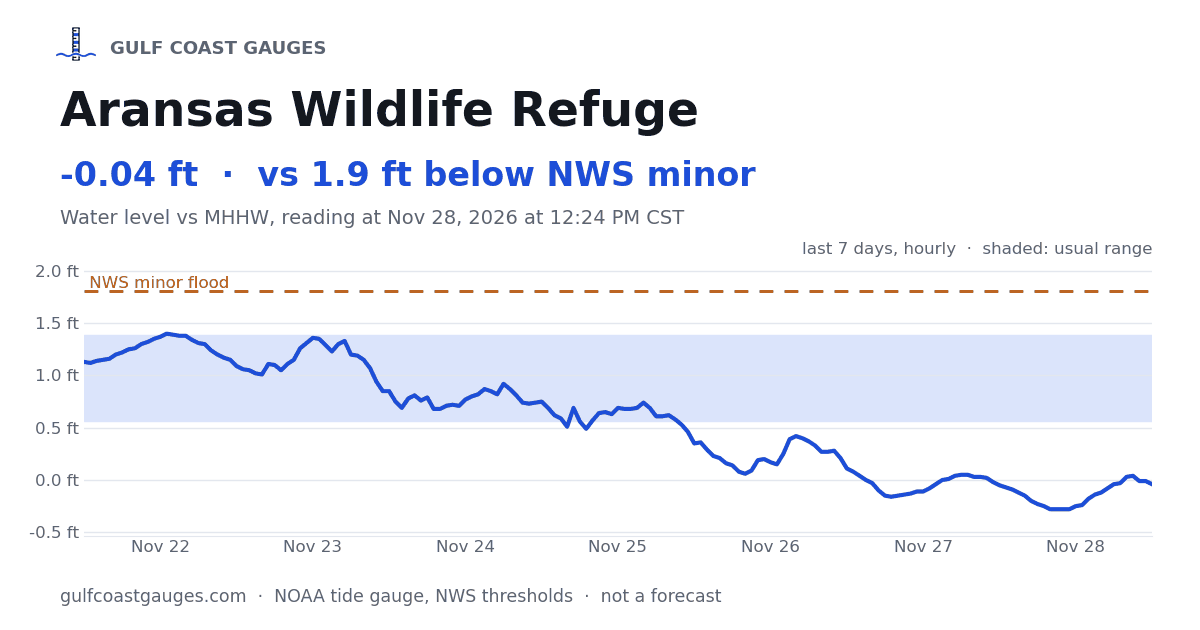 GULF COAST GAUGES
Aransas Wildlife Refuge
-0.04 ft · vs 1.9 ft below NWS minor
Water level vs MHHW, reading at Nov 28, 2026 at 12:24 PM CST
last 7 days, hourly · shaded: usual range
2.0 ft
NWS minor flood
1.5 ft
1.0 ft
0.5 ft
0.0 ft
-0.5 ft
Nov 22 Nov 23 Nov 24 Nov 25 Nov 26 Nov 27 Nov 28
gulfcoastgauges.com · NOAA tide gauge, NWS thresholds · not a forecast